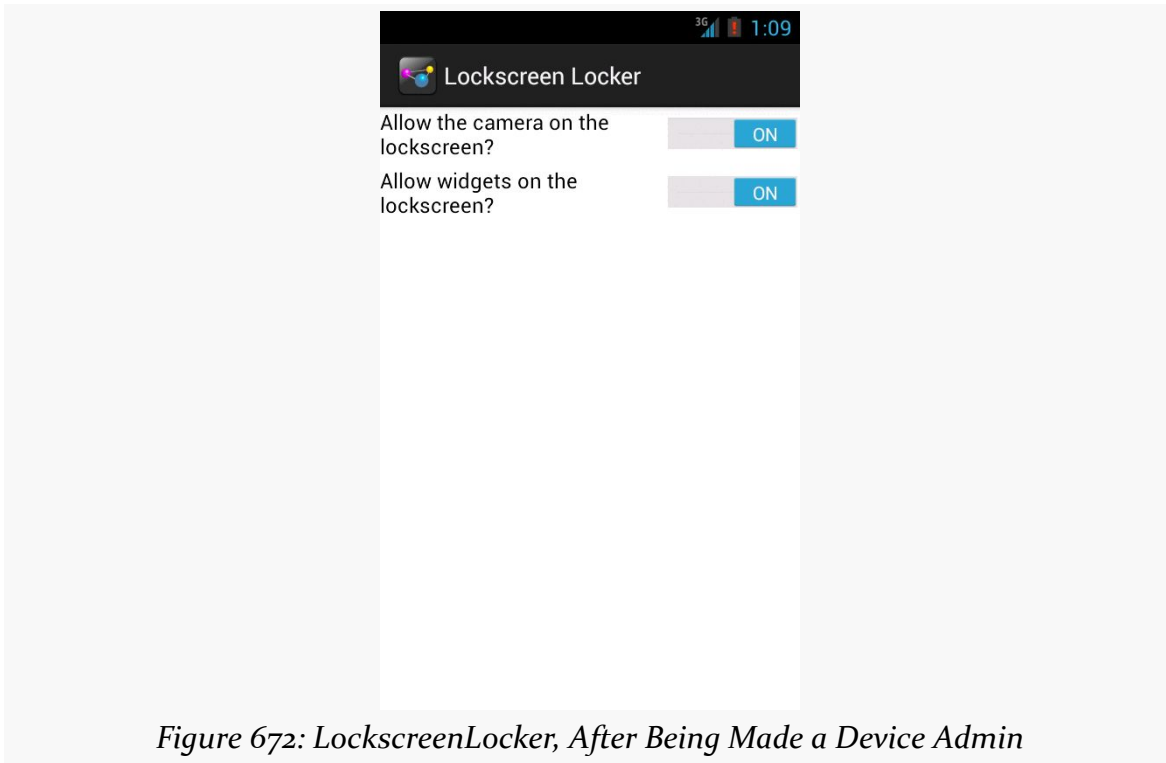 3G 1:09
Lockscreen Locker
Allow the camera on the
lockscreen?
ON
Allow widgets on the
lockscreen?
ON
Figure 672: LockscreenLocker, After Being Made a Device Admin